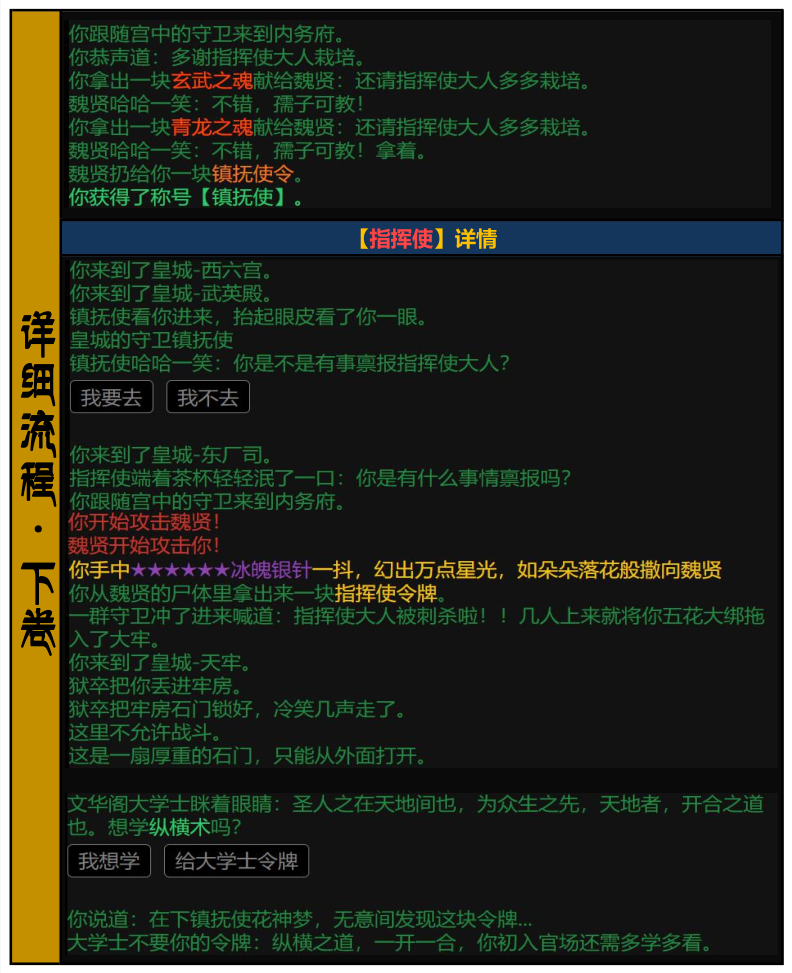 详细流程·下卷
你跟随宫中的守卫来到内务府。
你恭声道：多谢指挥使大人栽培。
你拿出一块玄武之魂献给魏贤：还请指挥使大人多多栽培。
魏贤哈哈一笑：不错，孺子可教！
你拿出一块青龙之魂献给魏贤：还请指挥使大人多多栽培。
魏贤哈哈一笑：不错，孺子可教！拿着。
魏贤扔给你一块镇抚使令。
你获得了称号【镇抚使】。
【指挥使】详情
你来到了皇城-西六宫。
你来到了皇城-武英殿。
镇抚使看你进来，抬起眼皮看了你一眼。
皇城的守卫镇抚使
镇抚使哈哈一笑：你是不是有事禀报指挥使大人？
我要去 我不去
你来到了皇城-东厂司。
指挥使端着茶杯轻轻泯了一口：你是有什么事情禀报吗？
你跟随宫中的守卫来到内务府。
你开始攻击魏贤！
魏贤开始攻击你！
你手中★★★★★★冰魄银针一抖，幻出万点星光，如朵朵落花般撒向魏贤
你从魏贤的尸体里拿出来一块指挥使令牌。
一群守卫冲了进来喊道：指挥使大人被刺杀啦！！几人上来就将你五花大绑拖
入了大牢。
你来到了皇城-天牢。
狱卒把你丢进牢房。
狱卒把牢房石门锁好，冷笑几声走了。
这里不允许战斗。
这是一扇厚重的石门，只能从外面打开。
文华阁大学士眯着眼睛：圣人之在天地间也，为众生之先，天地者，开合之道
也。想学纵横术吗？
我想学 给大学士令牌
你说道：在下镇抚使花神梦，无意间发现这块令牌...
大学士不要你的令牌：纵横之道，一开一合，你初入官场还需多学多看。